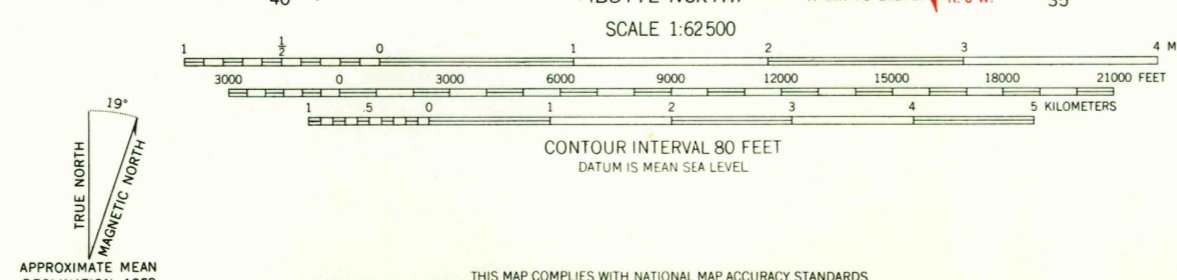 40 35
SCALE 1:62500
1 ½ 0 1 2 3 4 M
3000 0 3000 6000 9000 12000 15000 18000 21000 FEET
1 .5 0 1 2 3 4 5 KILOMETERS
CONTOUR INTERVAL 80 FEET
DATUM IS MEAN SEA LEVEL
19°
TRUE NORTH
MAGNETIC NORTH
APPROXIMATE MEAN
THIS MAP COMPLIES WITH NATIONAL MAP ACCURACY STANDARDS